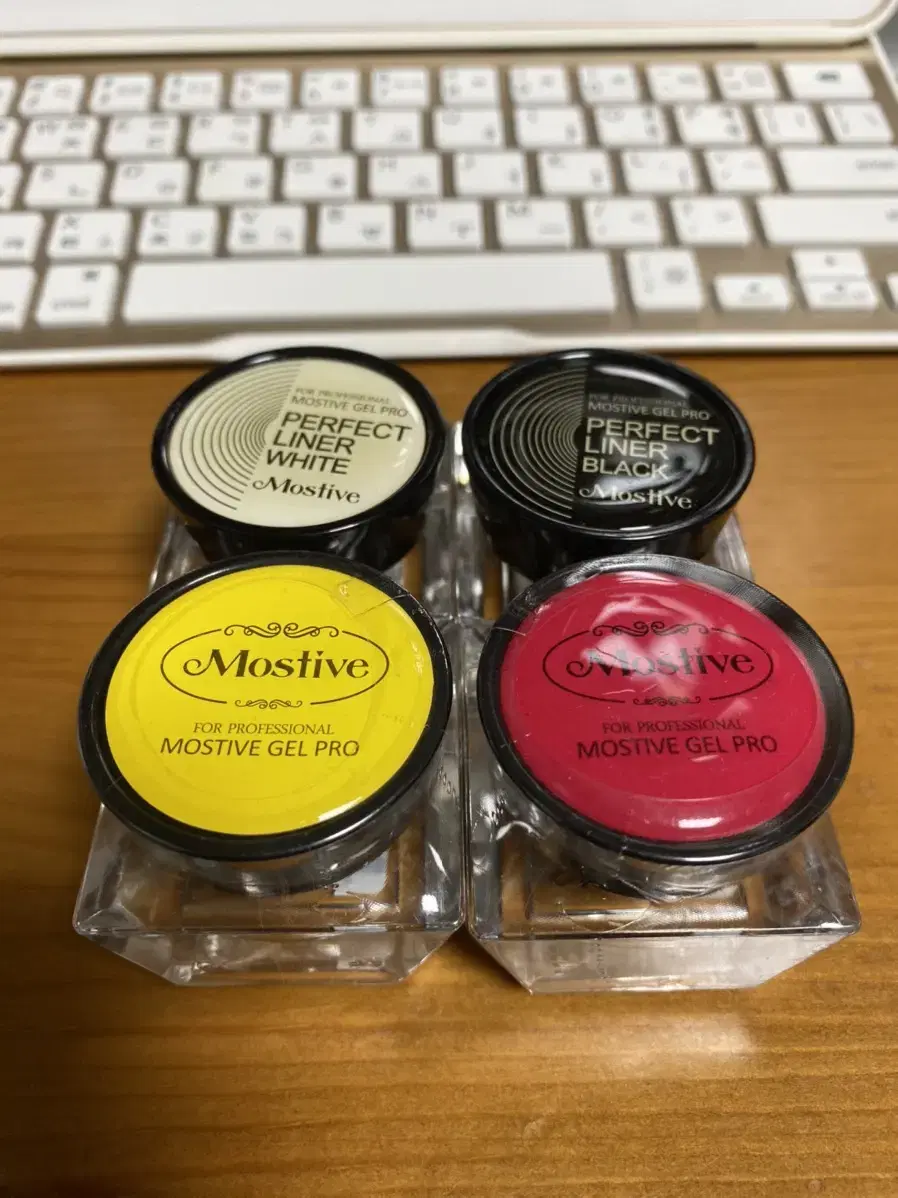 FOR PROFESSIONAL
MOSTIVE GEL PRO
PERFECT
LINER
WHITE
Mostive
FOR PROFESSIONAL
MOSTIVE GEL PRO
PERFECT
LINER
BLACK
Mostive
Mostive
FOR PROFESSIONAL
MOSTIVE GEL PRO
Mostive
FOR PROFESSIONAL
MOSTIVE GEL PRO